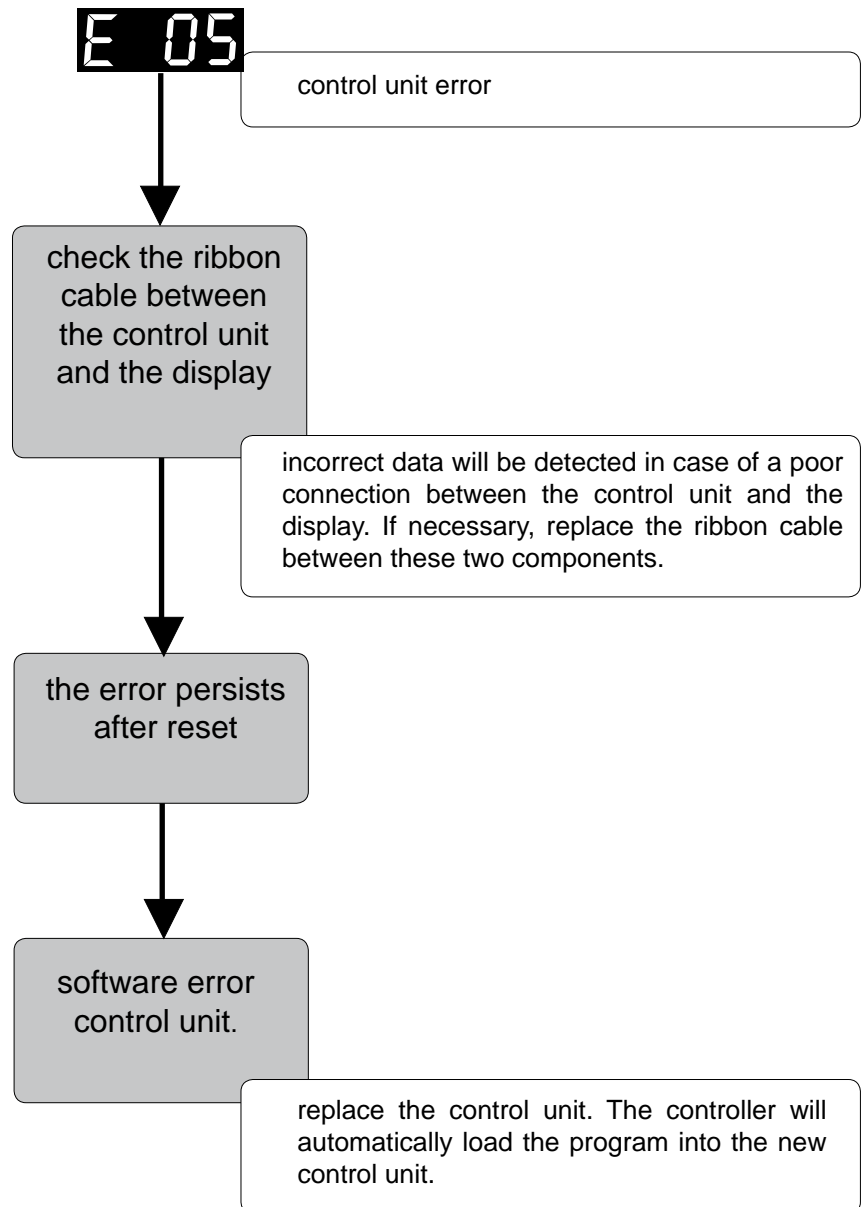 E 05
control unit error
check the ribbon
cable between
the control unit
and the display
incorrect data will be detected in case of a poor
connection between the control unit and the
display. If necessary, replace the ribbon cable
between these two components.
the error persists
after reset
software error
control unit.
replace the control unit. The controller will
automatically load the program into the new
control unit.